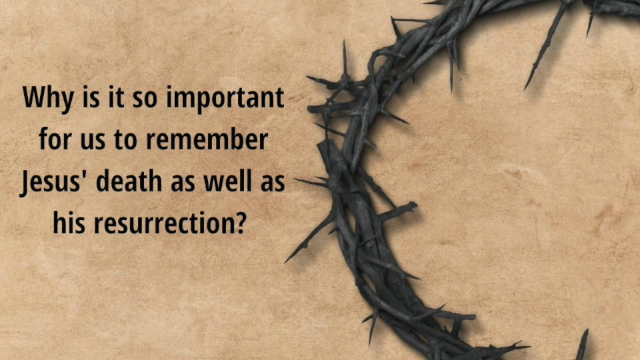 Why is it so important
for us to remember
Jesus' death as well as
his resurrection?